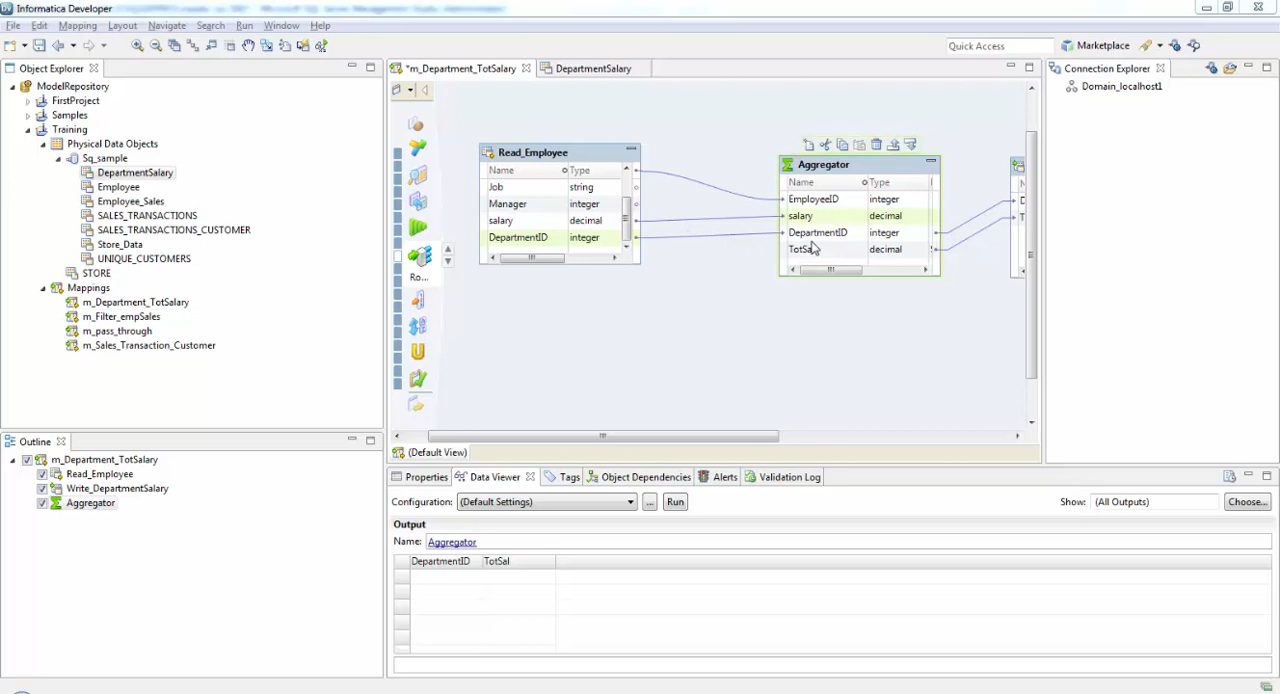 Informatica Developer
File Edit Mapping Layout Navigate Search Run Window Help
Quick Access
Marketplace
Object Explorer
ModelRepository
FirstProject
Samples
Training
Physical Data Objects
Sq_sample
DepartmentSalary
Employee
Employee_Sales
SALES_TRANSACTIONS
SALES_TRANSACTIONS_CUSTOMER
Store_Data
UNIQUE_CUSTOMERS
STORE
Mappings
m_Department_TotSalary
m_Filter_empSales
m_pass_through
m_Sales_Transaction_Customer
Outline
m_Department_TotSalary
Read_Employee
Write_DepartmentSalary
Aggregator
*m_Department_TotSalary DepartmentSalary
Ro...
Read_Employee
Name Type
Job string
Manager integer
salary decimal
DepartmentID integer
Aggregator
Name Type
EmployeeID integer
salary decimal
DepartmentID integer
TotSal decimal
(Default View)
Connection Explorer
Domain_localhost1
Properties Data Viewer Tags Object Dependencies Alerts Validation Log
Configuration: (Default Settings) ... Run Show: (All Outputs) Choose...
Output
Name: Aggregator
DepartmentID TotSal